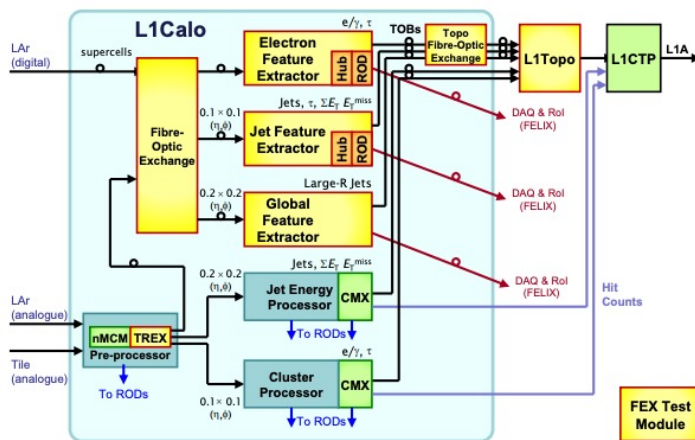 L1Calo
e/γ, τ
TOBs
LAr
(digital)
supercells
Electron
Feature
Extractor
Hub
ROD
Topo
Fibre-Optic
Exchange
L1Topo
L1CTP
L1A
Fibre-
Optic
Exchange
0.1 × 0.1
(η,ϕ)
Jets, τ, ΣE_T E_T^miss
Jet Feature
Extractor
Hub
ROD
DAQ & RoI
(FELIX)
0.2 × 0.2
(η,ϕ)
Large-R Jets
Global
Feature
Extractor
DAQ & RoI
(FELIX)
0.2 × 0.2
(η,ϕ)
Jets, ΣE_T E_T^miss
Jet Energy
Processor
CMX
DAQ & RoI
(FELIX)
Hit
Counts
LAr
(analogue)
nMCM
TREX
Pre-processor
To RODs
Tile
(analogue)
To RODs
e/γ, τ
Cluster
Processor
CMX
0.1 × 0.1
(η,ϕ)
To RODs
FEX Test
Module